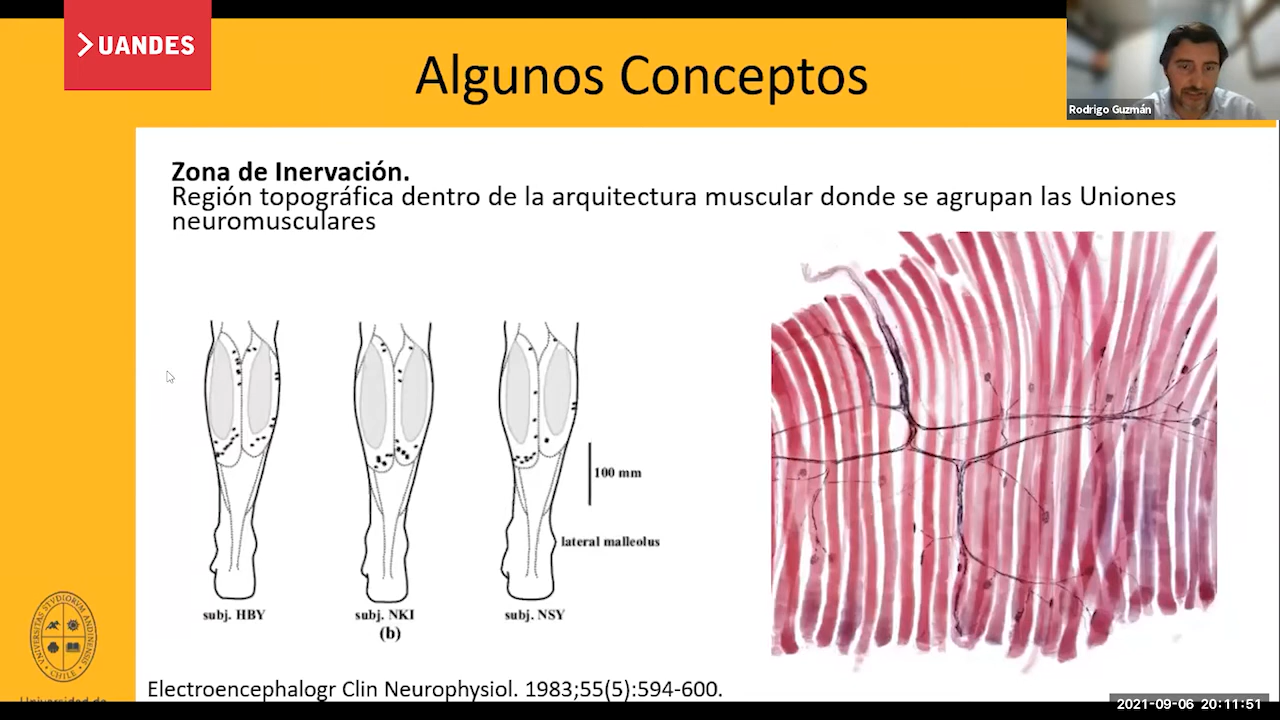 UANDES
Algunos Conceptos
Rodrigo Guzmán
Zona de Inervación.
Región topográfica dentro de la arquitectura muscular donde se agrupan las Uniones
neuromusculares
100 mm
lateral malleolus
subj. HBY
subj. NKI
subj. NSY
(b)
Electroencephalogr Clin Neurophysiol. 1983;55(5):594-600.
2021-09-06 20:11:51